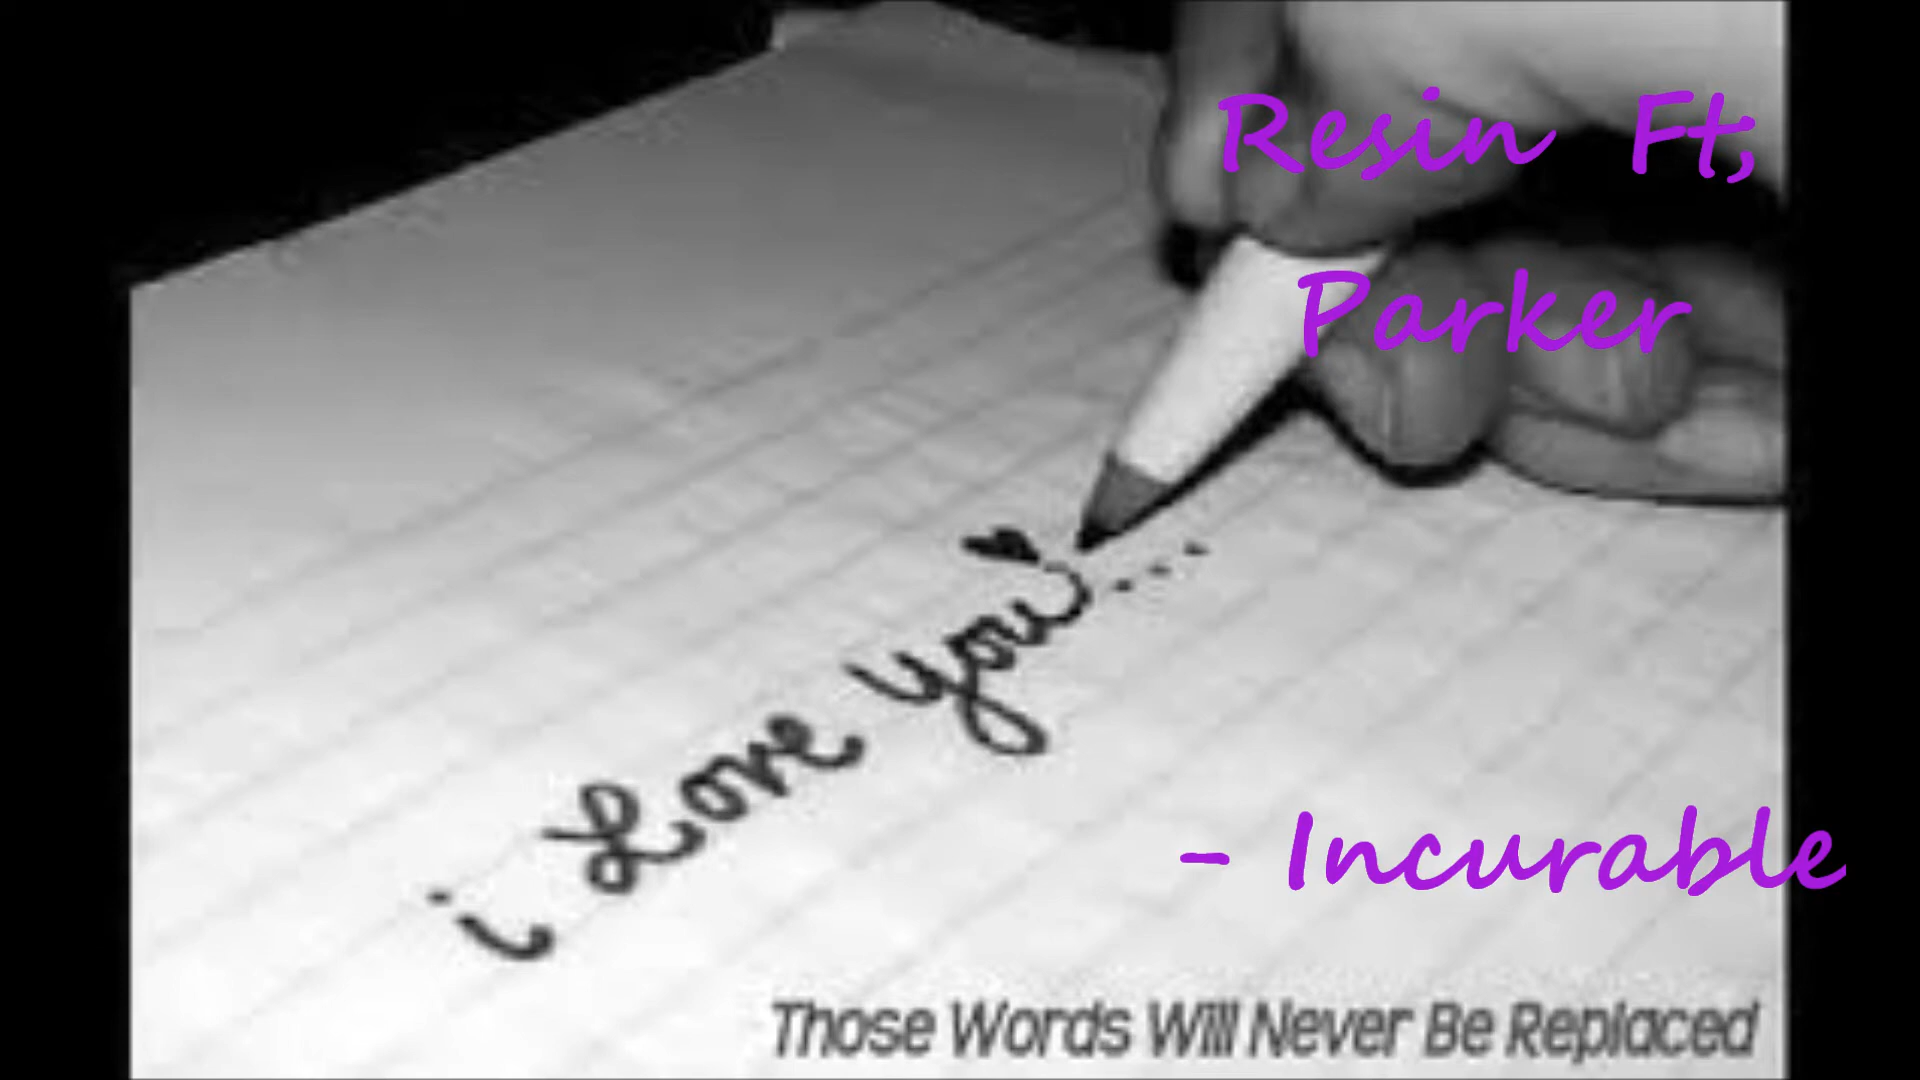 Resin Ft,
Parker
i Love you...
- Incurable
Those Words Will Never Be Replaced